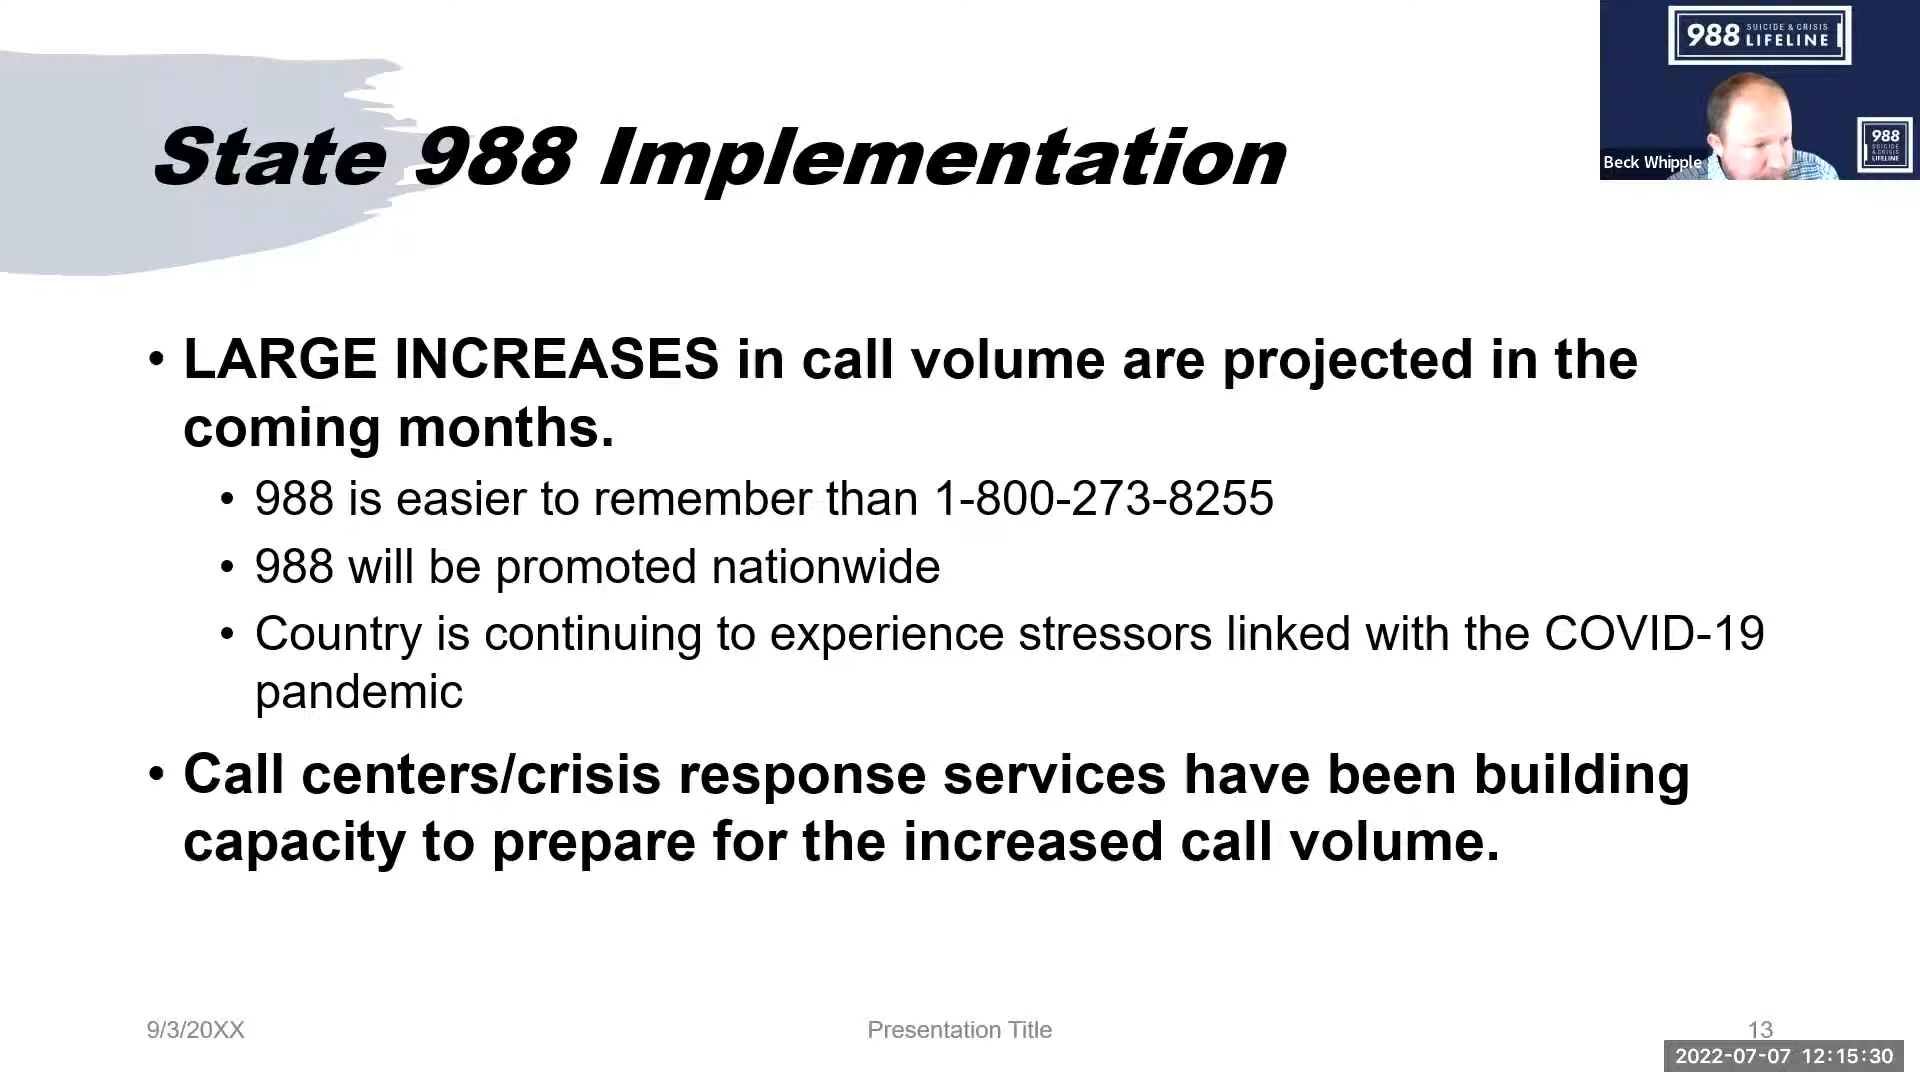 988 SUICIDE & CRISIS LIFELINE
988
SUICIDE
& CRISIS
LIFELINE
Beck Whipple
State 988 Implementation
• LARGE INCREASES in call volume are projected in the
coming months.
• 988 is easier to remember than 1-800-273-8255
• 988 will be promoted nationwide
• Country is continuing to experience stressors linked with the COVID-19
pandemic
• Call centers/crisis response services have been building
capacity to prepare for the increased call volume.
9/3/20XX
Presentation Title
13
2022-07-07 12:15:30